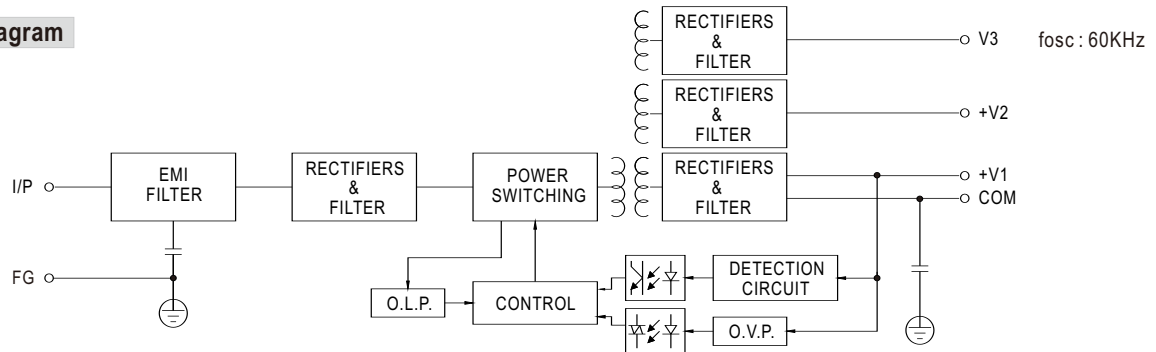 agram
RECTIFIERS
&
FILTER
V3
fosc : 60KHz
RECTIFIERS
&
FILTER
+V2
I/P
EMI
FILTER
RECTIFIERS
&
FILTER
POWER
SWITCHING
RECTIFIERS
&
FILTER
+V1
COM
FG
O.L.P.
CONTROL
DETECTION
CIRCUIT
O.V.P.